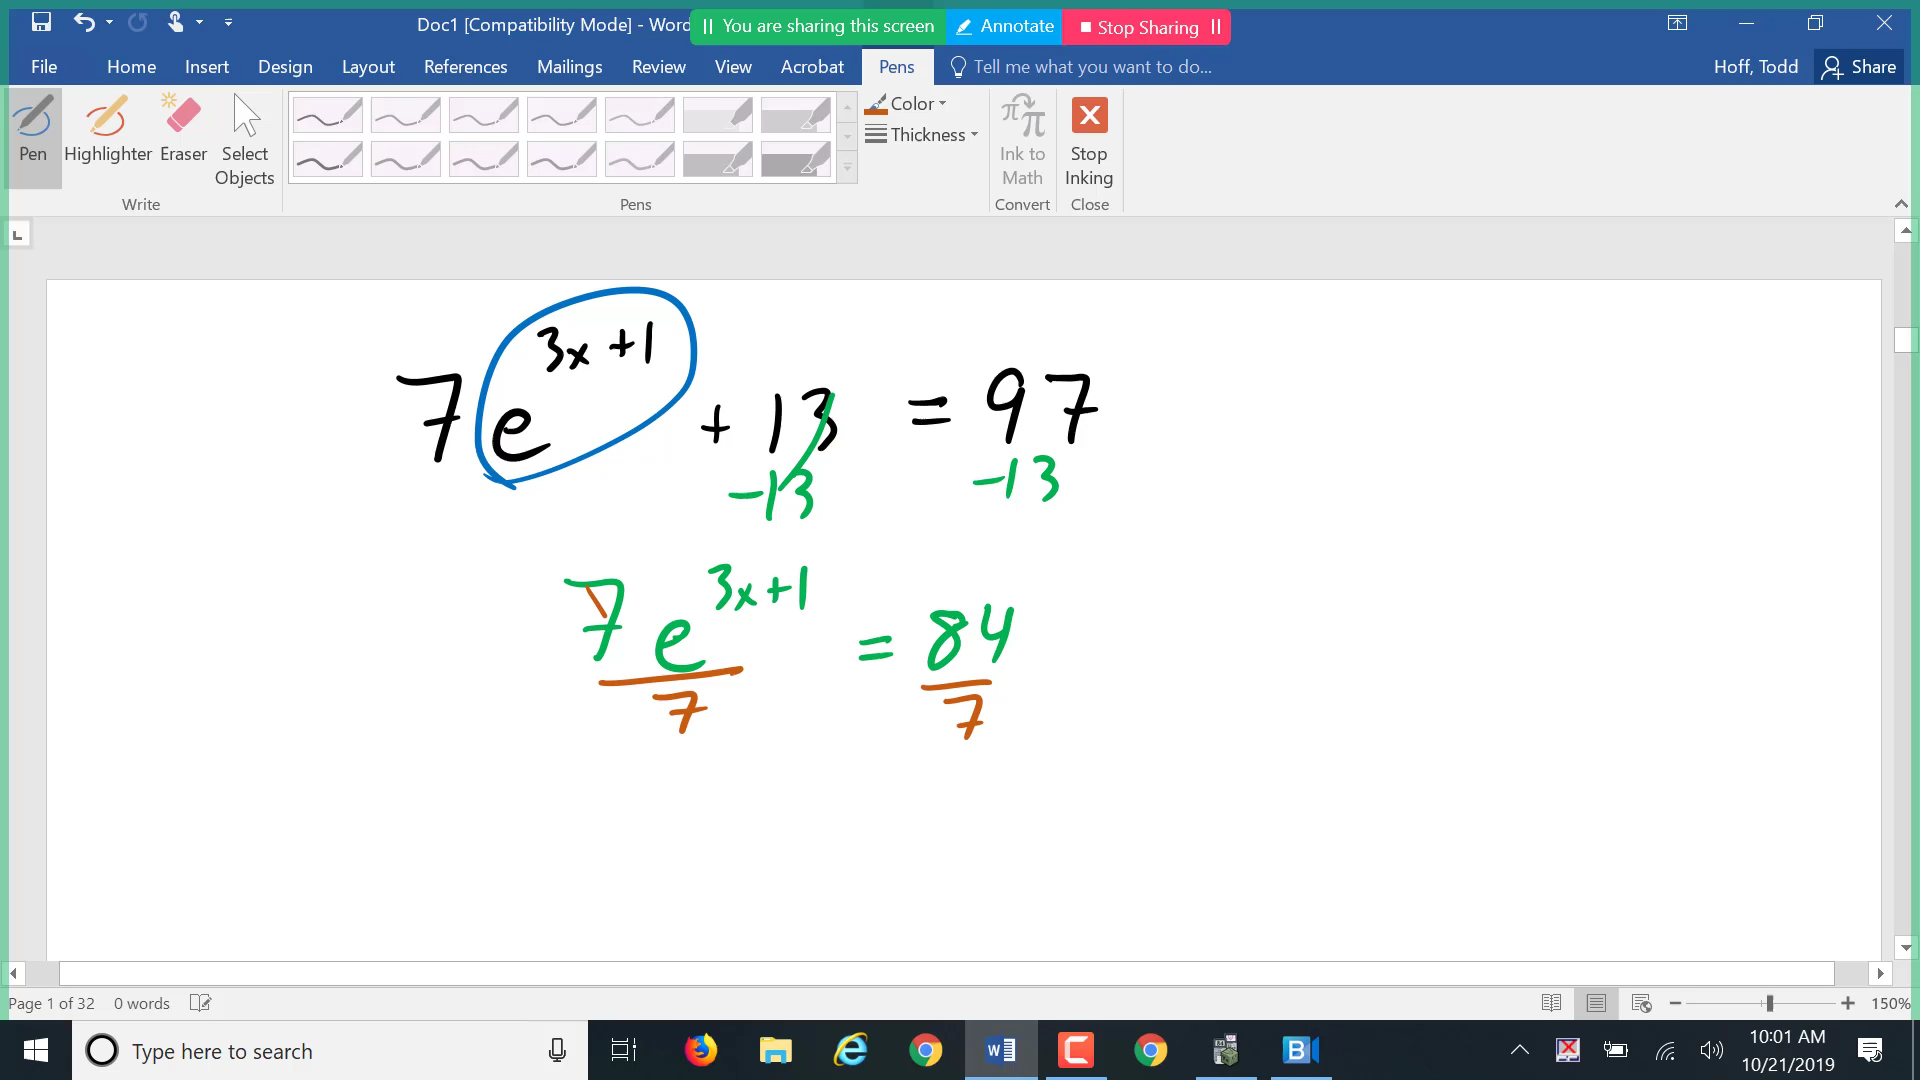 Doc1 [Compatibility Mode] - Word
You are sharing this screen
Annotate
Stop Sharing
File Home Insert Design Layout References Mailings Review View Acrobat Pens Tell me what you want to do... Hoff, Todd Share
Pen Highlighter Eraser Select Objects
Color
Thickness
Ink to Math
Stop Inking
Write Pens Convert Close
7e^{3x+1} + 13 = 97
-13 -13
7e^{3x+1} = 84
7 7
Page 1 of 32 0 words 150%
Type here to search
10:01 AM
10/21/2019